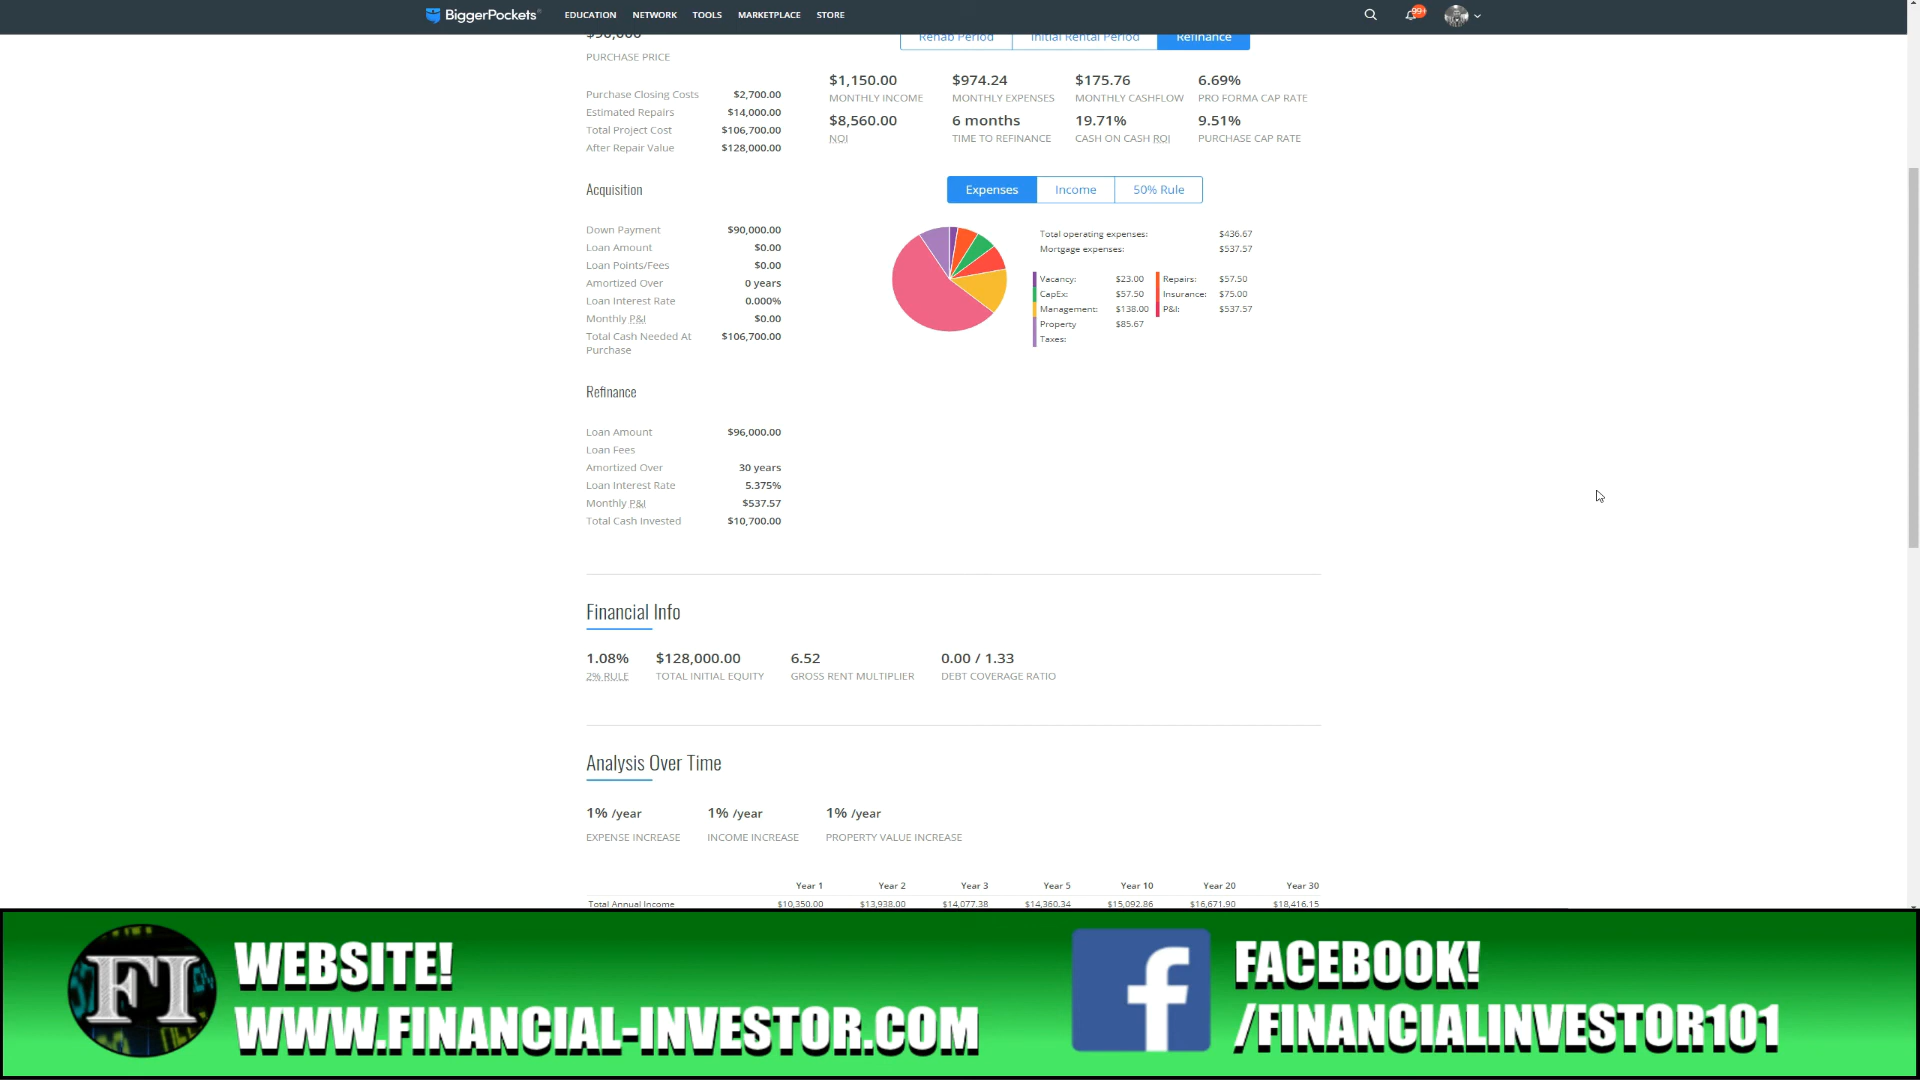 BiggerPockets
EDUCATION NETWORK TOOLS MARKETPLACE STORE
99+
$90,000
PURCHASE PRICE
Rehab Period Initial Rental Period Refinance
Purchase Closing Costs $2,700.00
Estimated Repairs $14,000.00
Total Project Cost $106,700.00
After Repair Value $128,000.00
$1,150.00 $974.24 $175.76 6.69%
MONTHLY INCOME MONTHLY EXPENSES MONTHLY CASHFLOW PRO FORMA CAP RATE
$8,560.00 6 months 19.71% 9.51%
NOI TIME TO REFINANCE CASH ON CASH ROI PURCHASE CAP RATE
Acquisition
Down Payment $90,000.00
Loan Amount $0.00
Loan Points/Fees $0.00
Amortized Over 0 years
Loan Interest Rate 0.000%
Monthly P&I $0.00
Total Cash Needed At $106,700.00
Purchase
Expenses Income 50% Rule
Total operating expenses: $436.67
Mortgage expenses: $537.57
Vacancy: $23.00 Repairs: $57.50
CapEx: $57.50 Insurance: $75.00
Management: $138.00 P&I: $537.57
Property $85.67
Taxes:
Refinance
Loan Amount $96,000.00
Loan Fees
Amortized Over 30 years
Loan Interest Rate 5.375%
Monthly P&I $537.57
Total Cash Invested $10,700.00
Financial Info
1.08% $128,000.00 6.52 0.00 / 1.33
2% RULE TOTAL INITIAL EQUITY GROSS RENT MULTIPLIER DEBT COVERAGE RATIO
Analysis Over Time
1% /year 1% /year 1% /year
EXPENSE INCREASE INCOME INCREASE PROPERTY VALUE INCREASE
Year 1 Year 2 Year 3 Year 5 Year 10 Year 20 Year 30
Total Annual Income $10,350.00 $13,938.00 $14,077.38 $14,360.34 $15,092.86 $16,671.90 $18,416.15
FI
WEBSITE!
WWW.FINANCIAL-INVESTOR.COM
f
FACEBOOK!
/FINANCIALINVESTOR101